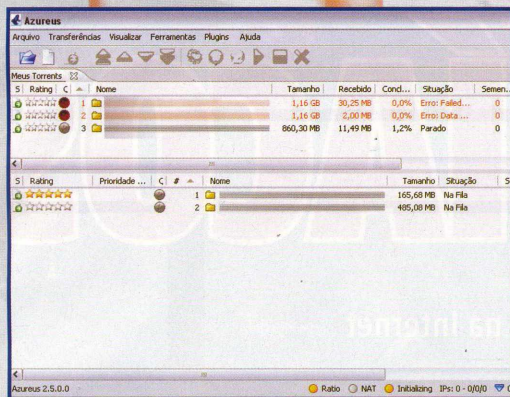 Azureus
Arquivo Transferências Visualizar Ferramentas Plugins Ajuda
Meus Torrents
S Rating C Nome Tamanho Recebido Cond... Situação Semen...
1 1,16 GB 30,25 MB 0,0% Erro: Failed... 0
2 1,16 GB 2,00 MB 0,0% Erro: Data ... 0
3 860,30 MB 11,49 MB 1,2% Parado 0
S Rating Prioridade ... C # Nome Tamanho Situação S
1 165,68 MB Na Fila
2 485,08 MB Na Fila
na Internet
Azureus 2.5.0.0 Ratio NAT Initializing IPs: 0 - 0/0/0